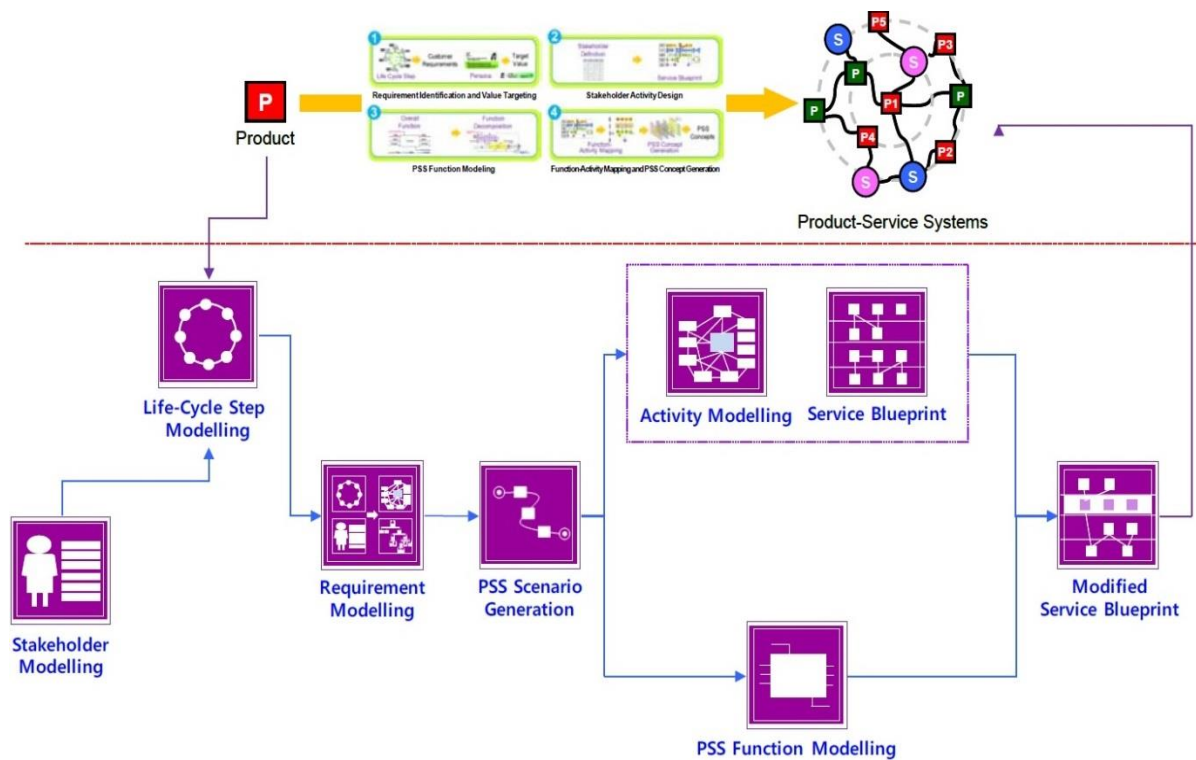 P
Product
1
Life Cycle Step
Customer
Requirements
Persona
Target
Value
Requirement Identification and Value Targeting
2
Stakeholder
Definition
Service Blueprint
Stakeholder Activity Design
3
Overall
Function
Function
Decomposition
PSS Function Modeling
4
Function-
Activity Mapping
PSS Concept
Generation
PSS
Concepts
Function-Activity Mapping and PSS Concept Generation
P5
S
P3
S
P
P1
P
P
P4
P2
S
S
Product-Service Systems
Life-Cycle Step
Modelling
Activity Modelling
Service Blueprint
Stakeholder
Modelling
Requirement
Modelling
PSS Scenario
Generation
Modified
Service Blueprint
PSS Function Modelling